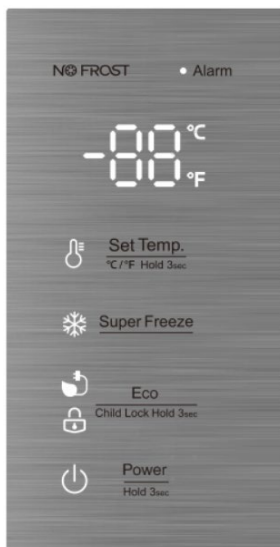 NO FROST
Alarm
-88 °C
°F
Set Temp.
°C/°F Hold 3sec
Super Freeze
Eco
Child Lock Hold 3sec
Power
Hold 3sec